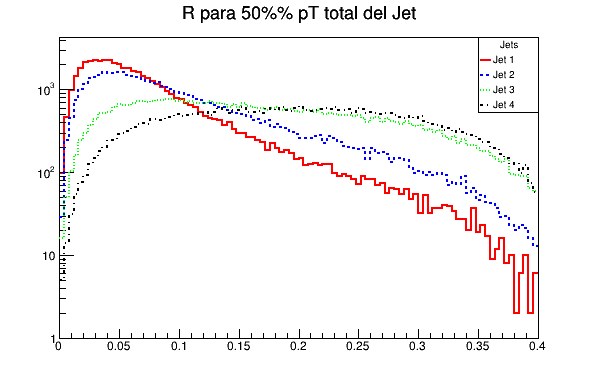 R para 50%% pT total del Jet
Jets
Jet 1
Jet 2
Jet 3
Jet 4
10³
10²
10
1
0 0.05 0.1 0.15 0.2 0.25 0.3 0.35 0.4